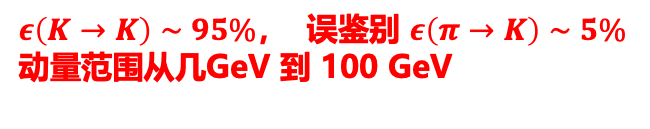 ϵ(K → K) ~ 95%, 误鉴别 ϵ(π → K) ~ 5%
动量范围从几GeV 到 100 GeV